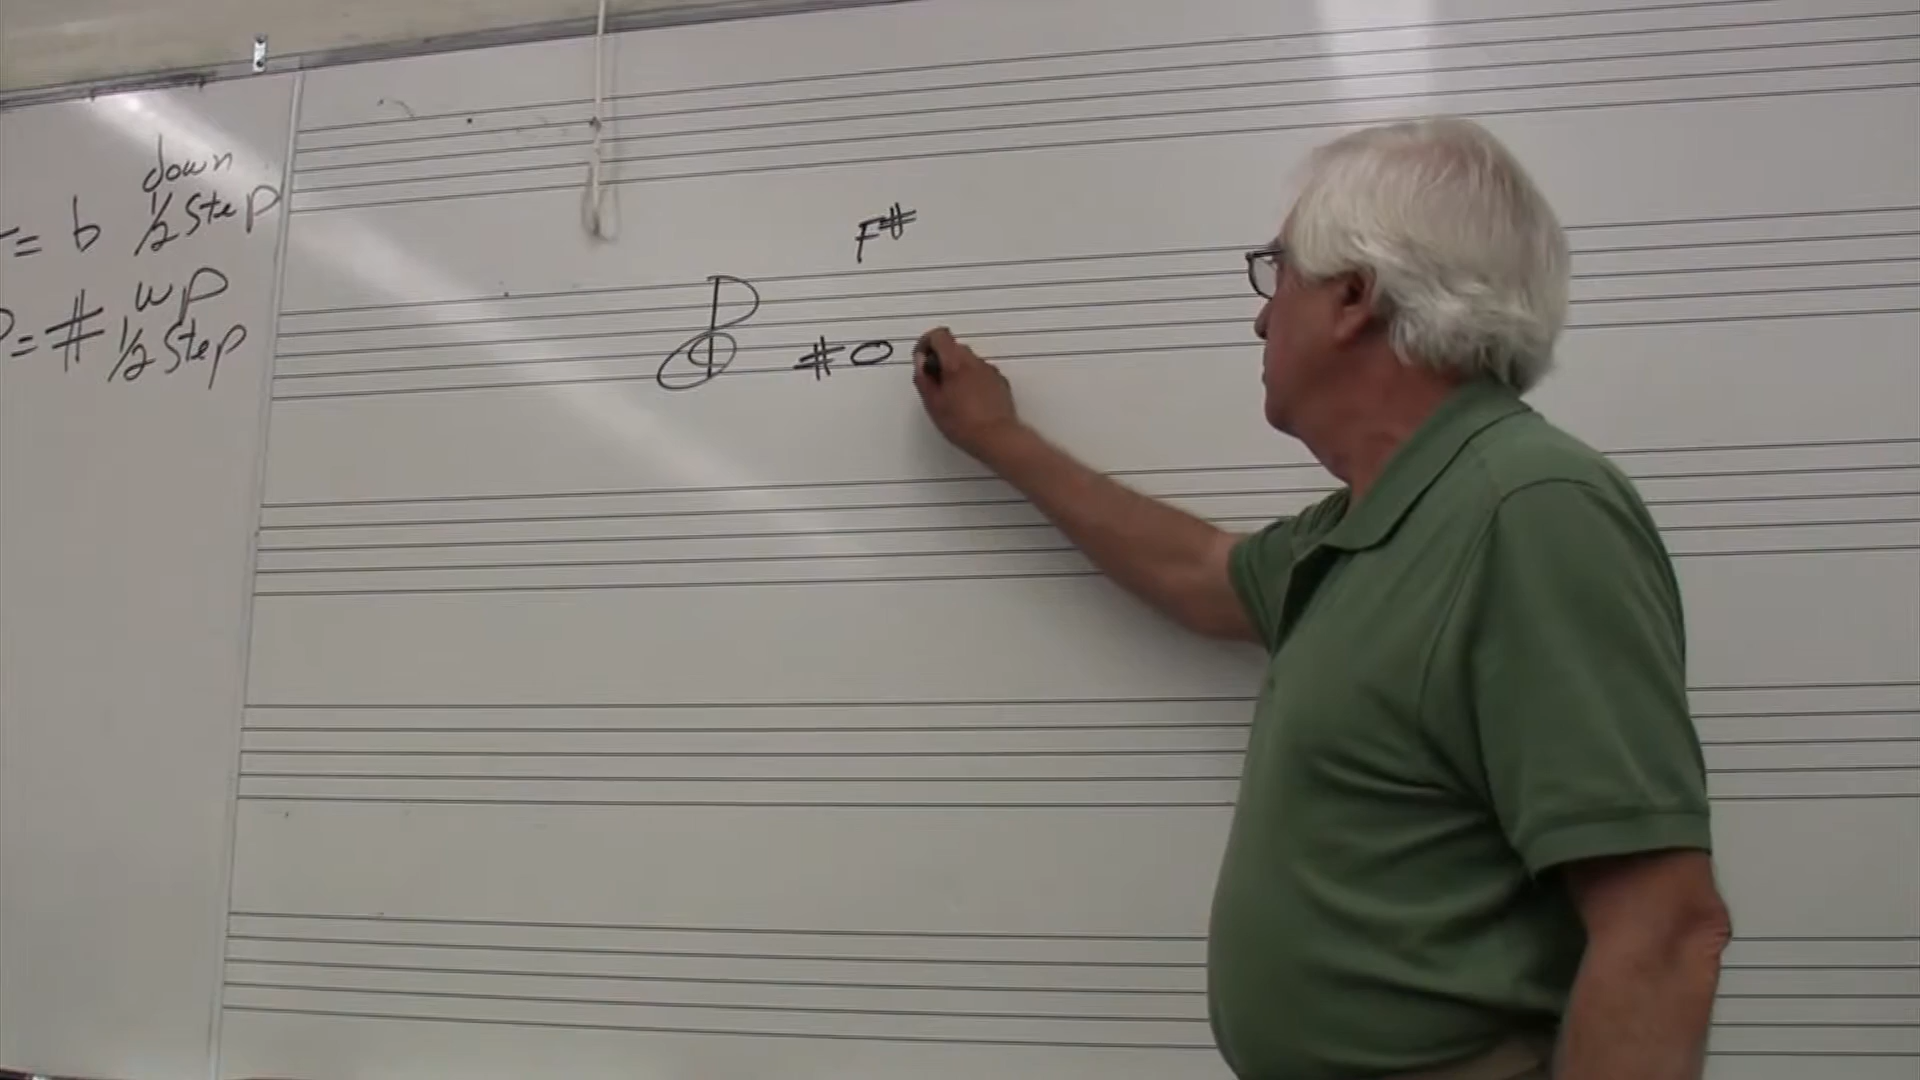 down
= b 1/2 step
up
= # 1/2 step
F#
#